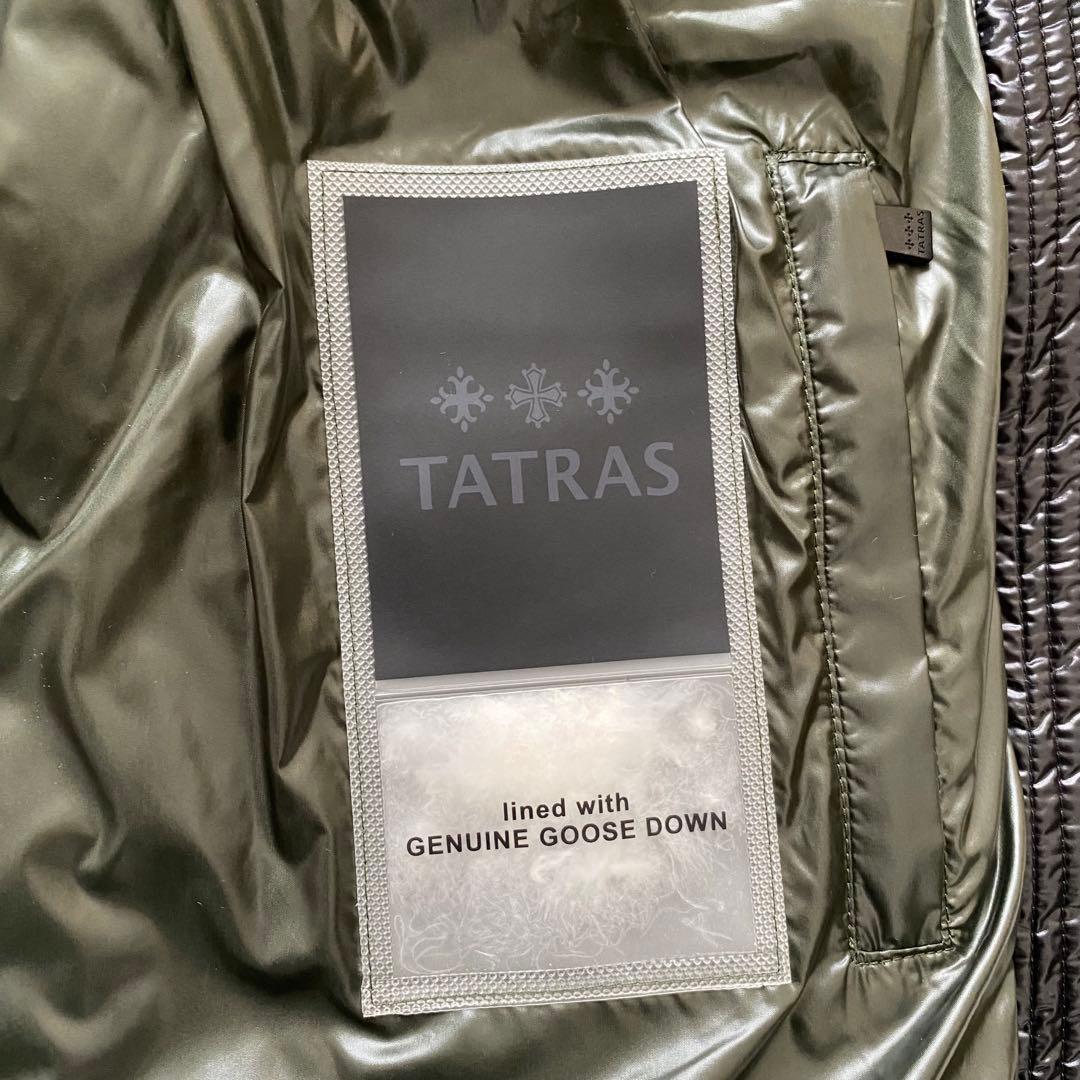 TATRAS
TATRAS
lined with
GENUINE GOOSE DOWN